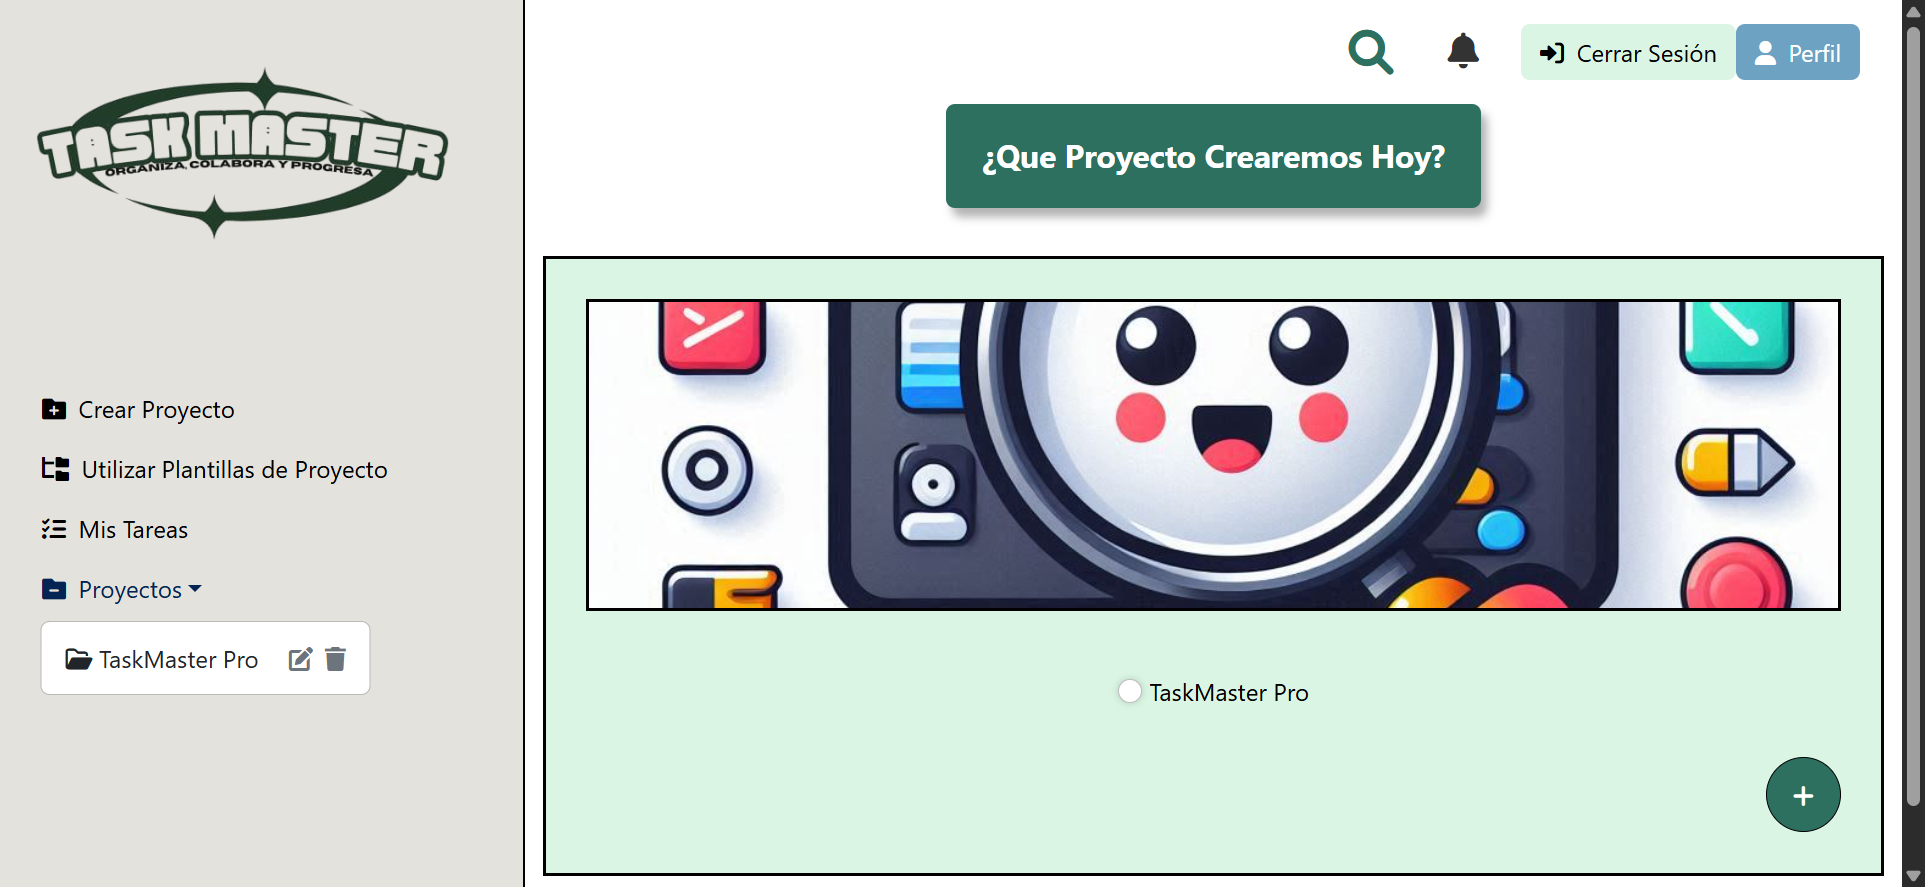 TASK MASTER
ORGANIZA, COLABORA Y PROGRESA
Crear Proyecto
Utilizar Plantillas de Proyecto
Mis Tareas
Proyectos
TaskMaster Pro
Cerrar Sesión
Perfil
¿Que Proyecto Crearemos Hoy?
TaskMaster Pro